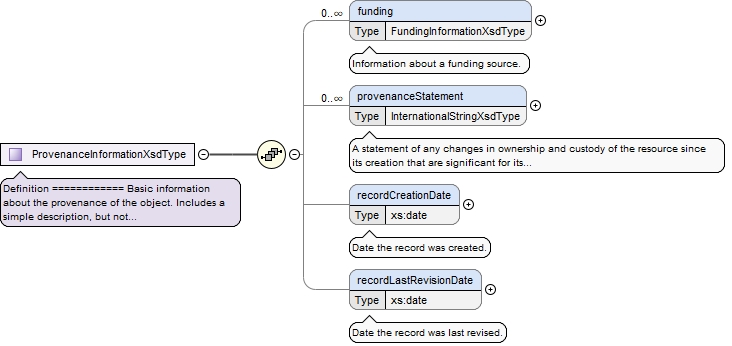 0..∞
funding
Type FundingInformationXsdType
Information about a funding source.
0..∞
provenanceStatement
Type InternationalStringXsdType
A statement of any changes in ownership and custody of the resource since
its creation that are significant for its...
ProvenanceInformationXsdType
Definition ============ Basic information
about the provenance of the object. Includes a
simple description, but not...
recordCreationDate
Type xs:date
Date the record was created.
recordLastRevisionDate
Type xs:date
Date the record was last revised.